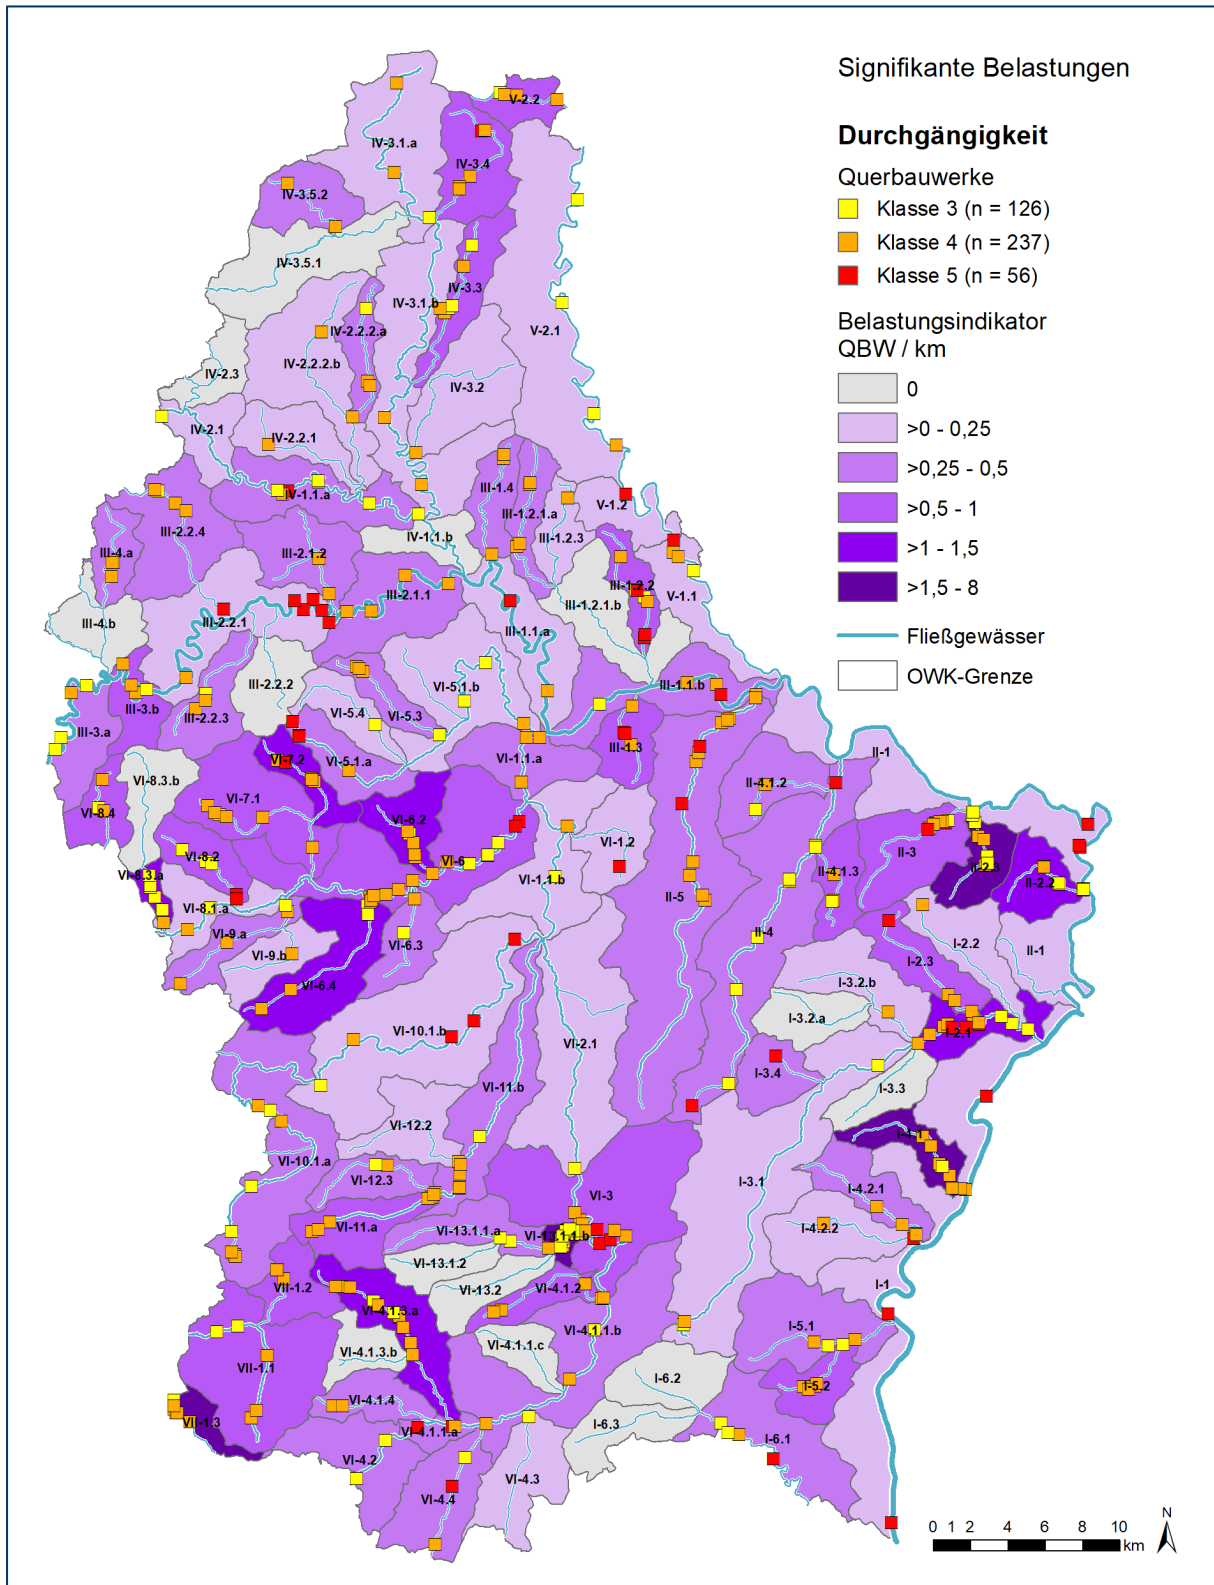 Signifikante Belastungen
Durchgängigkeit
Querbauwerke
Klasse 3 (n = 126)
Klasse 4 (n = 237)
Klasse 5 (n = 56)
Belastungsindikator
QBW / km
0
>0 - 0,25
>0,25 - 0,5
>0,5 - 1
>1 - 1,5
>1,5 - 8
Fließgewässer
OWK-Grenze
V-2.2
IV-3.1.a
IV-3.4
IV-3.5.2
IV-3.5.1
IV-3.3
IV-3.1.b
V-2.1
IV-2.2.2.a
IV-2.2.2.b
IV-2.3
IV-3.2
IV-2.1
IV-2.2.1
IV-1.1.a
III-1.4
III-1.2.1.a
V-1.2
III-2.2.4
IV-1.1.b
III-1.2.3
III-4.a
III-2.1.2
III-1.2.2
III-2.1.1
V-1.1
III-1.2.1.b
III-4.b
III-2.2.1
III-1.1.a
III-2.2.2
VI-5.1.b
III-1.1.b
III-3.b
III-2.2.3
VI-5.4
VI-5.3
III-3.a
III-1.3
II-1
VI-7.2
VI-5.1.a
VI-1.1.a
VI-8.3.b
II-4.1.2
VI-7.1
VI-8.4
VI-6.2
VI-1.2
II-3
VI-8.2
VI-6
II-2.3
VI-8.3.a
VI-1.1.b
II-4.1.3
II-2.2
II-5
VI-8.1.a
VI-9.a
II-4
I-2.2
VI-6.3
VI-9.b
I-2.3
II-1
VI-6.4
I-3.2.b
I-3.2.a
VI-10.1.b
I-2.1
VI-2.1
I-3.4
VI-11.b
I-3.3
VI-12.2
I-4.1
VI-10.1.a
VI-12.3
I-3.1
I-4.2.1
VI-3
VI-11.a
VI-13.1.1.a
I-4.2.2
VI-13.1.1.b
VI-13.1.2
I-1
VII-1.2
VI-13.2
VI-4.1.2
VI-4.1.3.a
I-5.1
VI-4.1.1.b
VI-4.1.1.c
VI-4.1.3.b
VII-1.1
I-6.2
I-5.2
VI-4.1.4
VII-1.3
I-6.3
VI-4.1.1.a
I-6.1
VI-4.2
VI-4.3
VI-4.4
0 1 2 4 6 8 10
km
N